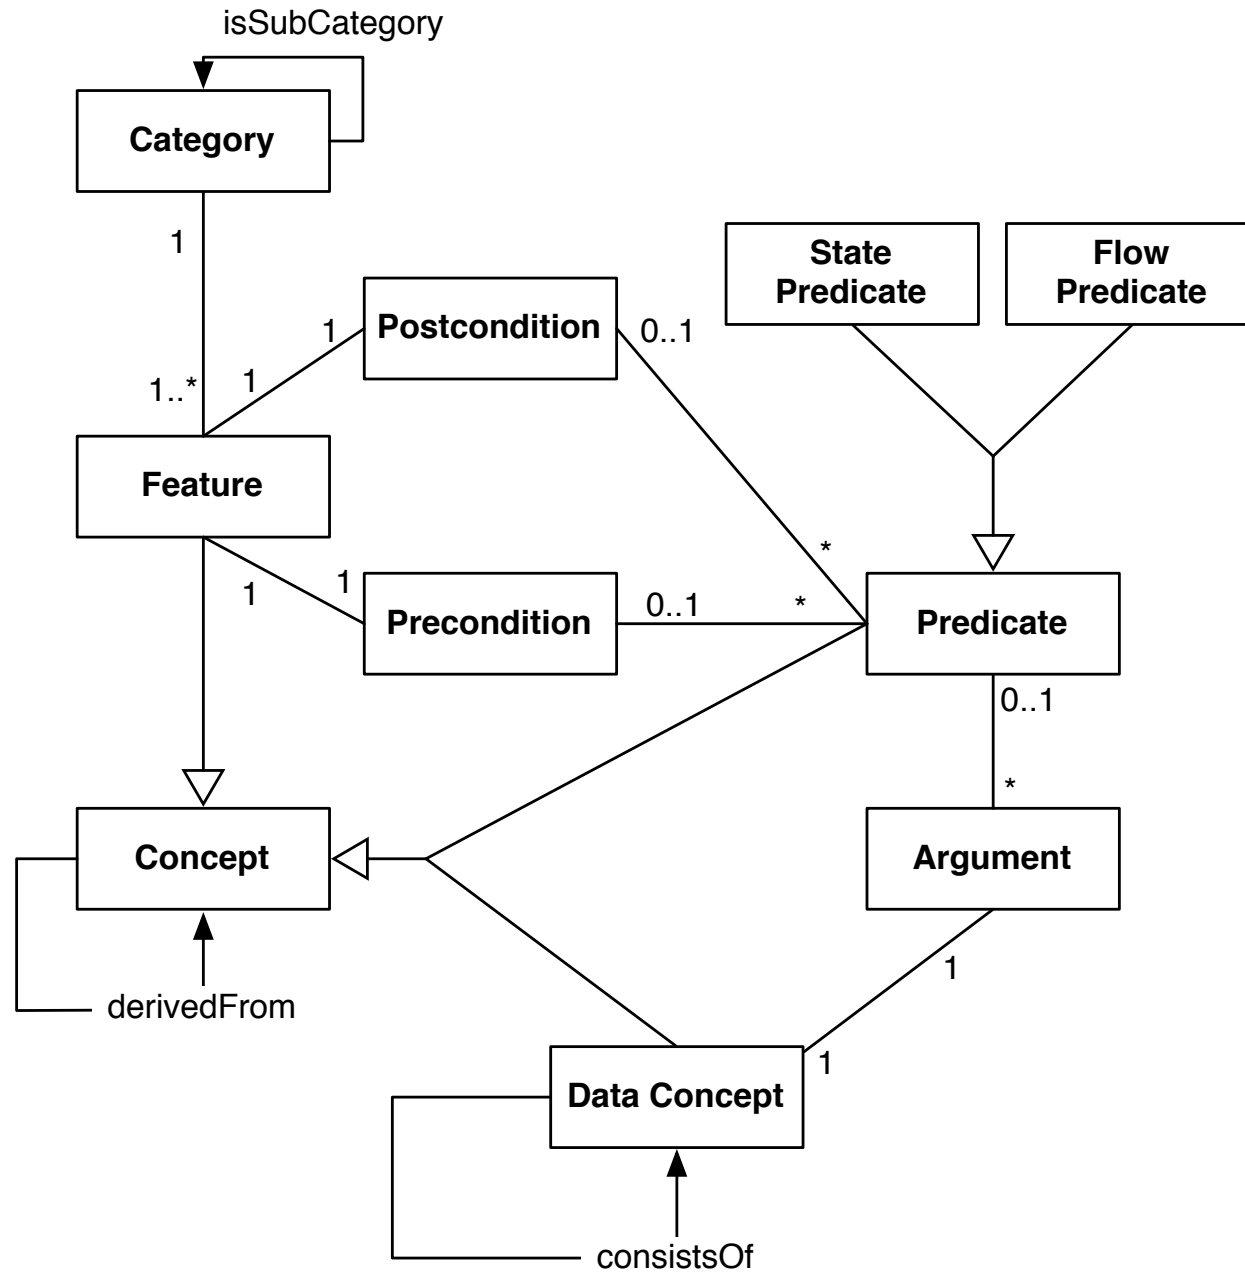 isSubCategory
Category
1
State
Predicate
Flow
Predicate
Postcondition
1
0..1
1
1..*
Feature
*
1
1
0..1
*
Precondition
Predicate
0..1
*
Concept
Argument
1
derivedFrom
1
Data Concept
consistsOf